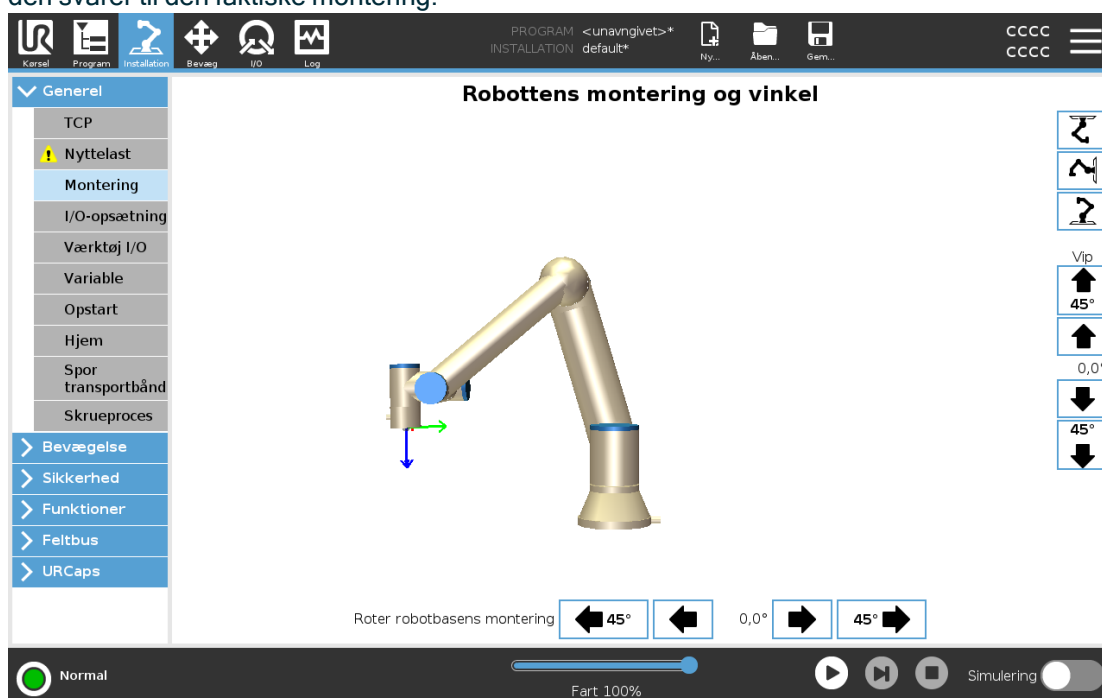 den svarer til den faktiske montering.
PROGRAM <unavngivet>*
INSTALLATION default*
CCCC
CCCC
Kørsel Program Installation Bevæg I/O Log Ny... Åben... Gem...
Generel
Robottens montering og vinkel
TCP
Nyttelast
Montering
I/O-opsætning
Værktøj I/O
Variable
Opstart
Hjem
Spor
transportbånd
Skrueproces
Bevægelse
Sikkerhed
Funktioner
Feltbus
URCaps
Vip
45°
0,0°
45°
Roter robotbasens montering 45° 0,0° 45°
Normal
Fart 100%
Simulering